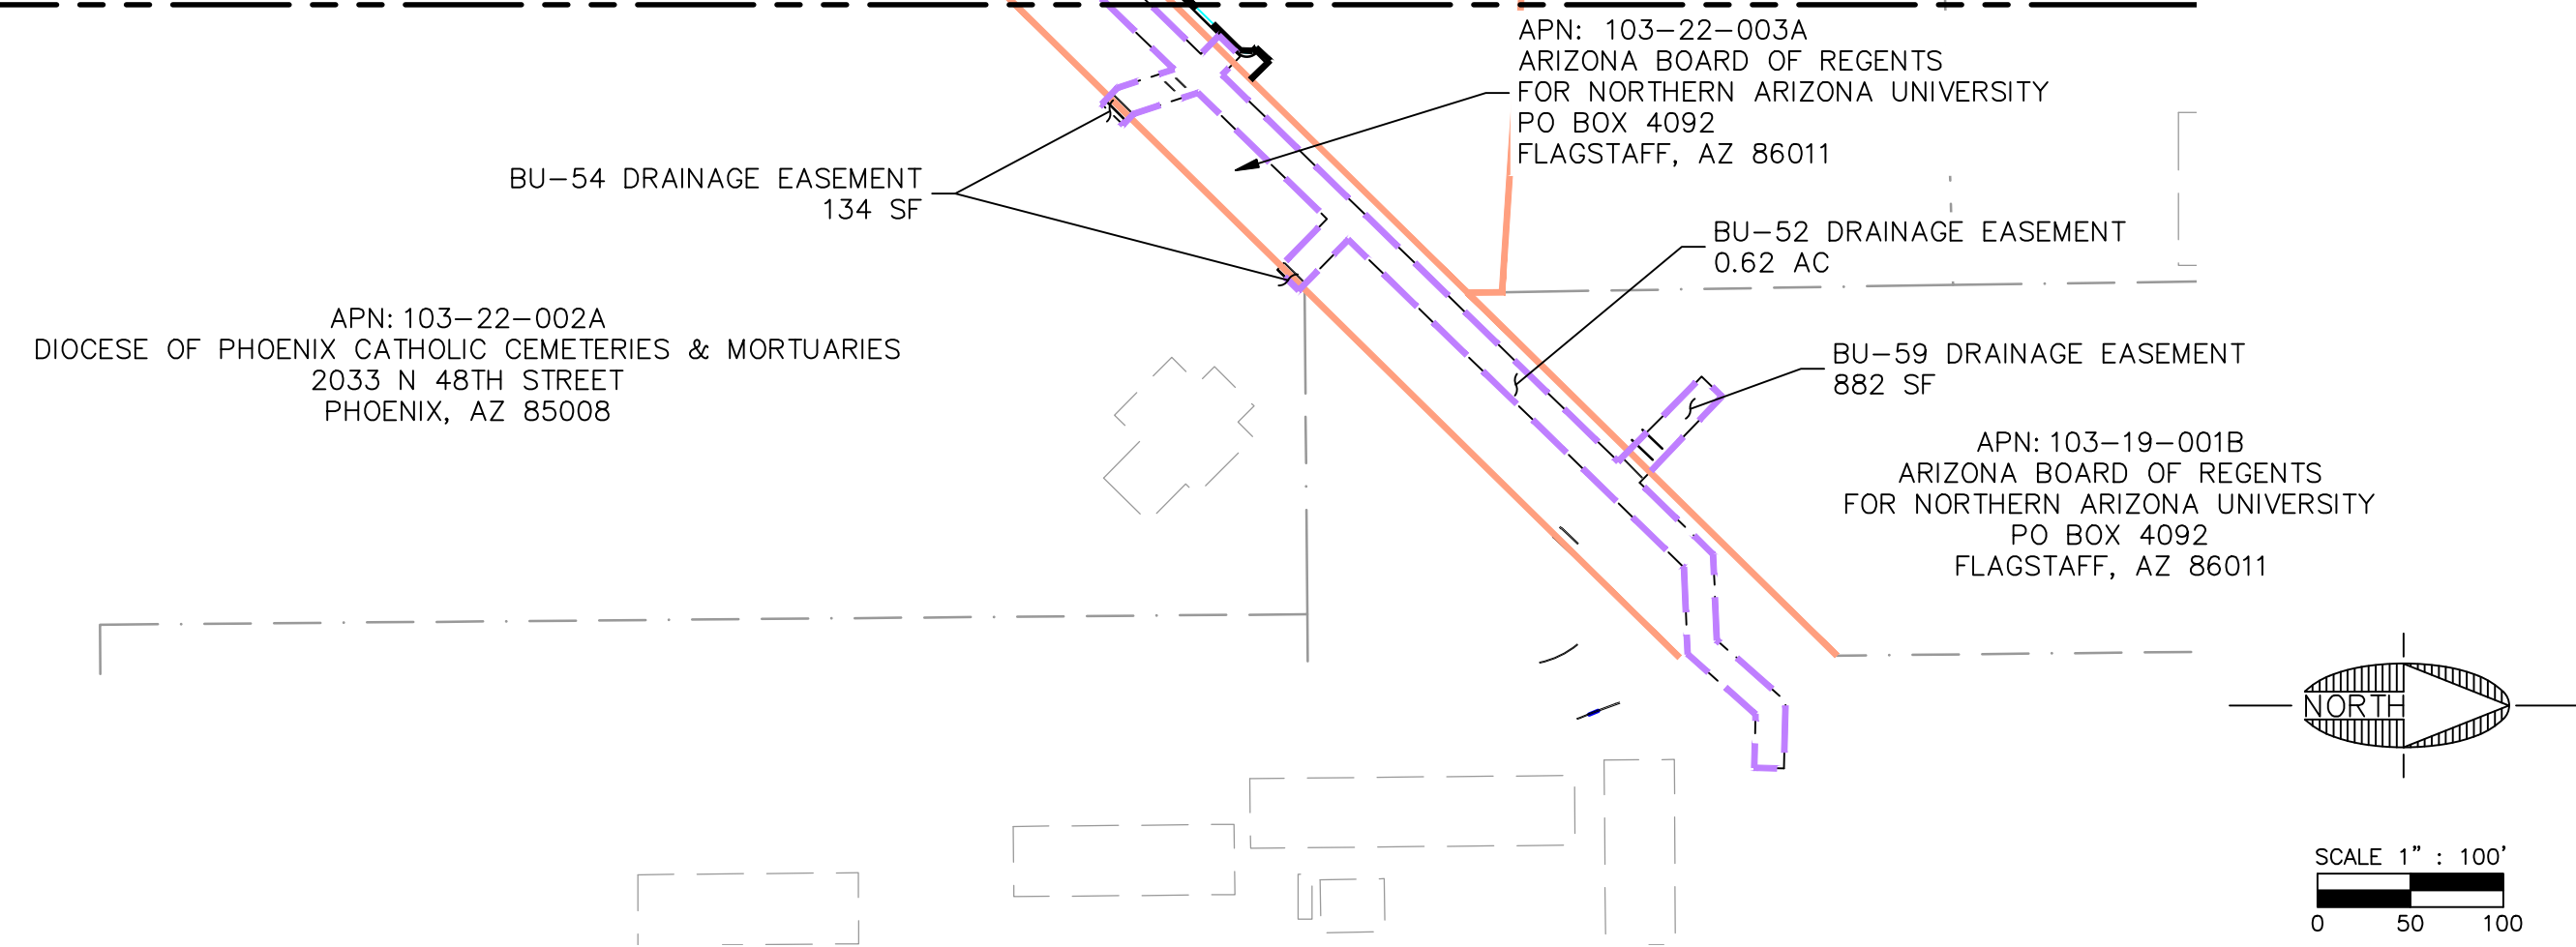 APN: 103-22-003A
ARIZONA BOARD OF REGENTS
FOR NORTHERN ARIZONA UNIVERSITY
PO BOX 4092
FLAGSTAFF, AZ 86011
BU-54 DRAINAGE EASEMENT
134 SF
BU-52 DRAINAGE EASEMENT
0.62 AC
APN: 103-22-002A
DIOCESE OF PHOENIX CATHOLIC CEMETERIES & MORTUARIES
2033 N 48TH STREET
PHOENIX, AZ 85008
BU-59 DRAINAGE EASEMENT
882 SF
APN: 103-19-001B
ARIZONA BOARD OF REGENTS
FOR NORTHERN ARIZONA UNIVERSITY
PO BOX 4092
FLAGSTAFF, AZ 86011
NORTH
SCALE 1" : 100'
0 50 100